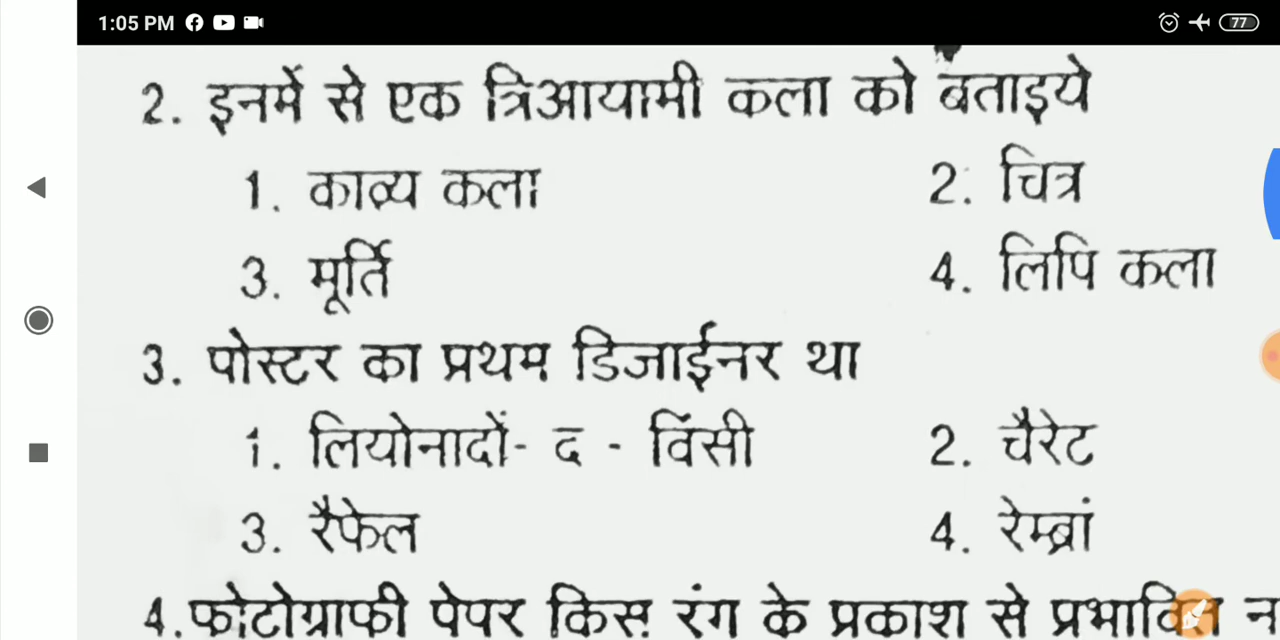 1:05 PM 77
2. इनमें से एक त्रिआयामी कला को बताइये
1. काव्य कला 2. चित्र
3. मूर्ति 4. लिपि कला
3. पोस्टर का प्रथम डिजाईनर था
1. लियोनार्दो- द - विंसी 2. चैरेट
3. रैफेल 4. रेम्ब्रां
4. फोटोग्राफी पेपर किस रंग के प्रकाश से प्रभावित न